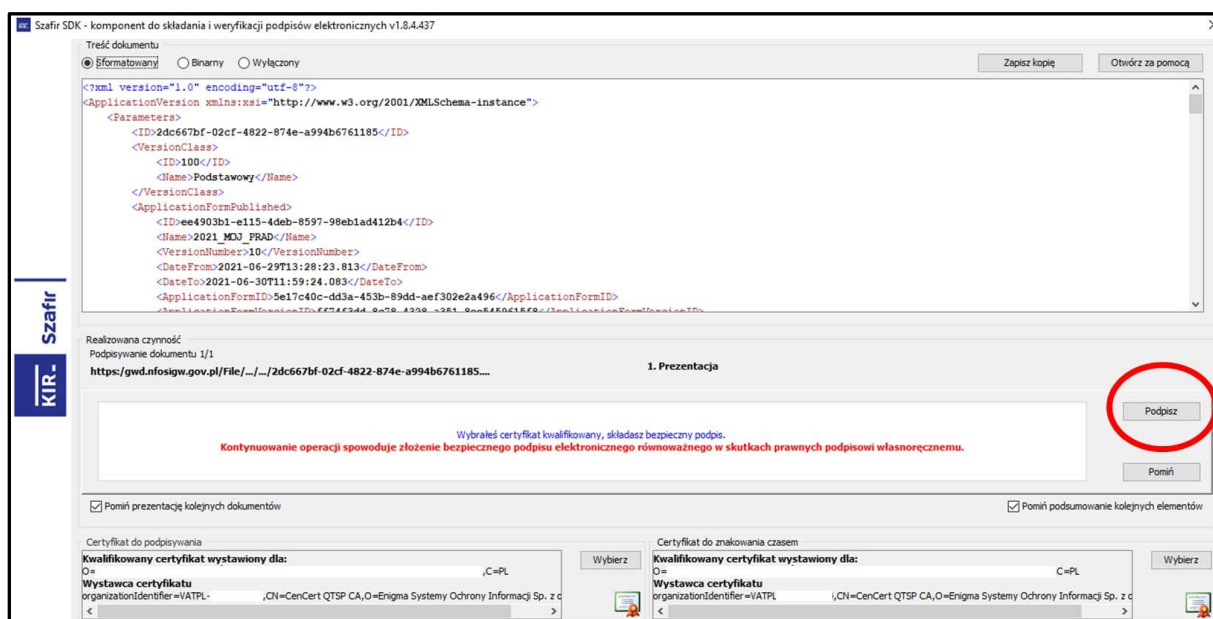 Szafir SDK - komponent do składania i weryfikacji podpisów elektronicznych v1.8.4.437
Treść dokumentu
Sformatowany Binarny Wyłączony Zapisz kopię Otwórz za pomocą
<?xml version="1.0" encoding="utf-8"?>
<ApplicationVersion xmlns:xsi="http://www.w3.org/2001/XMLSchema-instance">
<Parameters>
<ID>2dc667bf-02cf-4822-874e-a994b6761185</ID>
<VersionClass>
<ID>100</ID>
<Name>Podstawowy</Name>
</VersionClass>
<ApplicationFormPublished>
<ID>ee4903b1-e115-4deb-8597-98eb1ad412b4</ID>
<Name>2021_MOJ_PRAD</Name>
<VersionNumber>10</VersionNumber>
<DateFrom>2021-06-29T13:28:23.813</DateFrom>
<DateTo>2021-06-30T11:59:24.083</DateTo>
<ApplicationFormID>5e17c40c-dd3a-453b-89dd-aef302e2a496</ApplicationFormID>
Szafir
KIR.
Realizowana czynność
Podpisywanie dokumentu 1/1
https:/gwd.nfosigw.gov.pl/File/.../.../2dc667bf-02cf-4822-874e-a994b6761185....
1. Prezentacja
Podpisz
Wybrałeś certyfikat kwalifikowany, składasz bezpieczny podpis.
Kontynuowanie operacji spowoduje złożenie bezpiecznego podpisu elektronicznego równoważnego w skutkach prawnych podpisowi własnoręcznemu.
Pomiń
Pomiń prezentację kolejnych dokumentów
Pomiń podsumowanie kolejnych elementów
Certyfikat do podpisywania
Kwalifikowany certyfikat wystawiony dla:
Wybierz
O= ,C=PL
Wystawca certyfikatu
organizationIdentifier=VATPL- ,CN=CenCert QTSP CA,O=Enigma Systemy Ochrony Informacji Sp. z
Certyfikat do znakowania czasem
Kwalifikowany certyfikat wystawiony dla:
Wybierz
O= C=PL
Wystawca certyfikatu
organizationIdentifier=VATPL ,CN=CenCert QTSP CA,O=Enigma Systemy Ochrony Informacji Sp. z